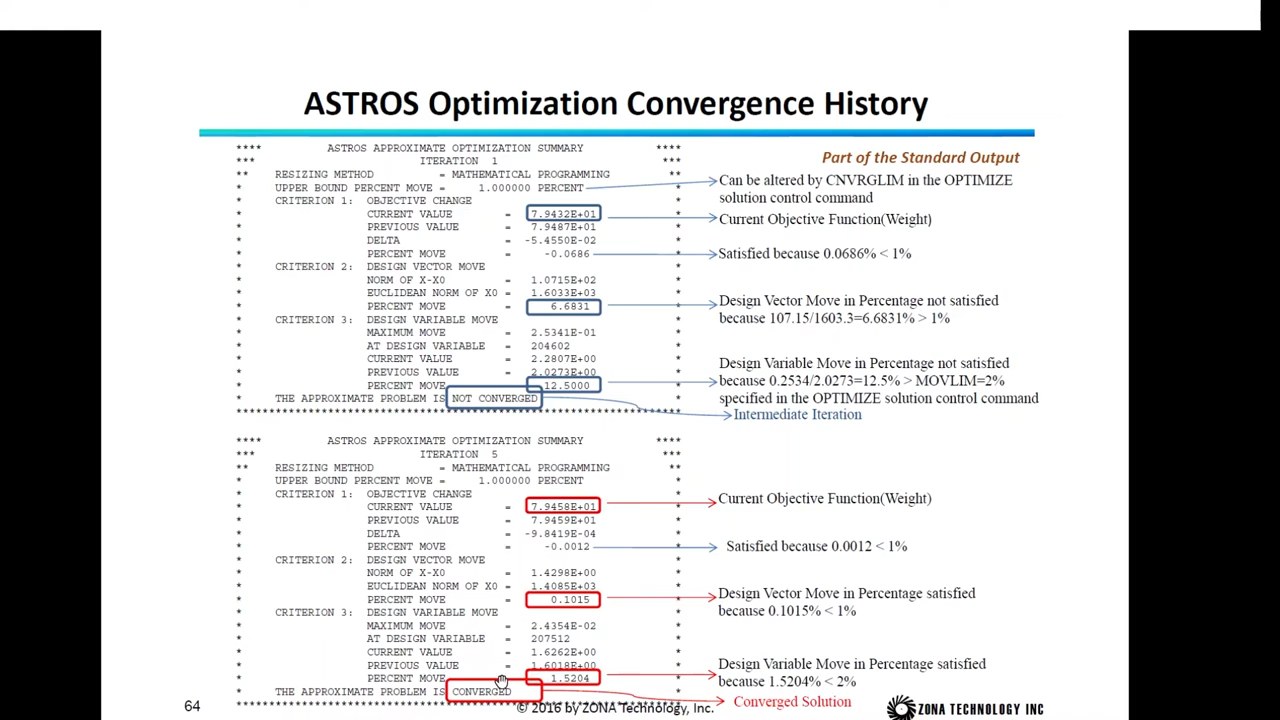 ASTROS Optimization Convergence History
Part of the Standard Output
**** ASTROS APPROXIMATE OPTIMIZATION SUMMARY ****
*** ITERATION 1 ***
** RESIZING METHOD = MATHEMATICAL PROGRAMMING **
* UPPER BOUND PERCENT MOVE = 1.000000 PERCENT *
* CRITERION 1: OBJECTIVE CHANGE *
* CURRENT VALUE = 7.9432E+01 *
* PREVIOUS VALUE = 7.9487E+01 *
* DELTA = -5.4550E-02 *
* PERCENT MOVE = -0.0686 *
* CRITERION 2: DESIGN VECTOR MOVE *
* NORM OF X-X0 = 1.0715E+02 *
* EUCLIDEAN NORM OF X0 = 1.6033E+03 *
* PERCENT MOVE = 6.6831 *
* CRITERION 3: DESIGN VARIABLE MOVE *
* MAXIMUM MOVE = 2.5341E-01 *
* AT DESIGN VARIABLE = 204602 *
* CURRENT VALUE = 2.2807E+00 *
* PREVIOUS VALUE = 2.0273E+00 *
* PERCENT MOVE = 12.5000 *
* THE APPROXIMATE PROBLEM IS NOT CONVERGED *
Can be altered by CNVRGLIM in the OPTIMIZE
solution control command
Current Objective Function(Weight)
Satisfied because 0.0686% < 1%
Design Vector Move in Percentage not satisfied
because 107.15/1603.3=6.6831% > 1%
Design Variable Move in Percentage not satisfied
because 0.2534/2.0273=12.5% > MOVLIM=2%
specified in the OPTIMIZE solution control command
Intermediate Iteration
**** ASTROS APPROXIMATE OPTIMIZATION SUMMARY ****
*** ITERATION 5 ***
** RESIZING METHOD = MATHEMATICAL PROGRAMMING **
* UPPER BOUND PERCENT MOVE = 1.000000 PERCENT *
* CRITERION 1: OBJECTIVE CHANGE *
* CURRENT VALUE = 7.9458E+01 *
* PREVIOUS VALUE = 7.9459E+01 *
* DELTA = -9.8419E-04 *
* PERCENT MOVE = -0.0012 *
* CRITERION 2: DESIGN VECTOR MOVE *
* NORM OF X-X0 = 1.4298E+00 *
* EUCLIDEAN NORM OF X0 = 1.4085E+03 *
* PERCENT MOVE = 0.1015 *
* CRITERION 3: DESIGN VARIABLE MOVE *
* MAXIMUM MOVE = 2.4354E-02 *
* AT DESIGN VARIABLE = 207512 *
* CURRENT VALUE = 1.6262E+00 *
* PREVIOUS VALUE = 1.6018E+00 *
* PERCENT MOVE = 1.5204 *
* THE APPROXIMATE PROBLEM IS CONVERGED *
Current Objective Function(Weight)
Satisfied because 0.0012 < 1%
Design Vector Move in Percentage satisfied
because 0.1015% < 1%
Design Variable Move in Percentage satisfied
because 1.5204% < 2%
Converged Solution
64
© 2016 by ZONA Technology, Inc.
ZONA TECHNOLOGY INC